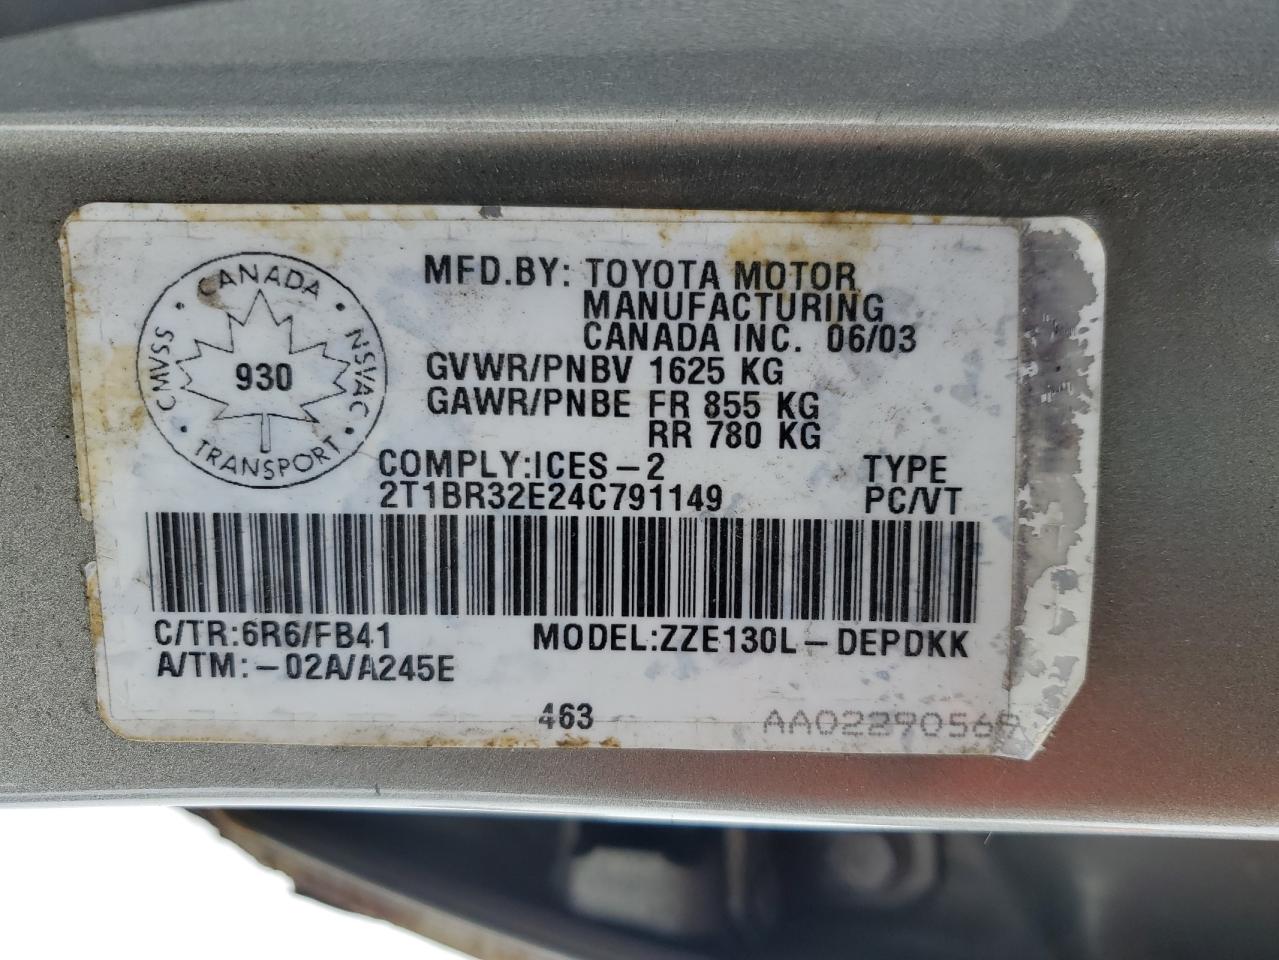 CANADA
CMVSS • NSVAC
930
TRANSPORT
MFD.BY: TOYOTA MOTOR
MANUFACTURING
CANADA INC. 06/03
GVWR/PNBV 1625 KG
GAWR/PNBE FR 855 KG
RR 780 KG
COMPLY:ICES-2 TYPE
2T1BR32E24C791149 PC/VT
C/TR:6R6/FB41 MODEL:ZZE130L-DEPDKK
A/TM:-02A/A245E
463